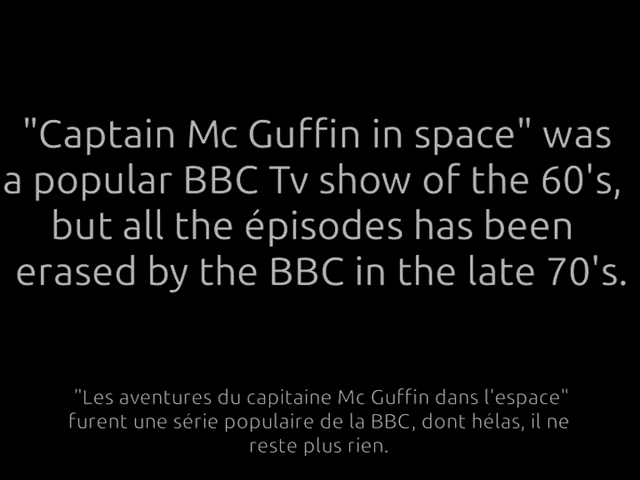 "Captain Mc Guffin in space" was
a popular BBC Tv show of the 60's,
but all the épisodes has been
erased by the BBC in the late 70's.
"Les aventures du capitaine Mc Guffin dans l'espace"
furent une série populaire de la BBC, dont hélas, il ne
reste plus rien.